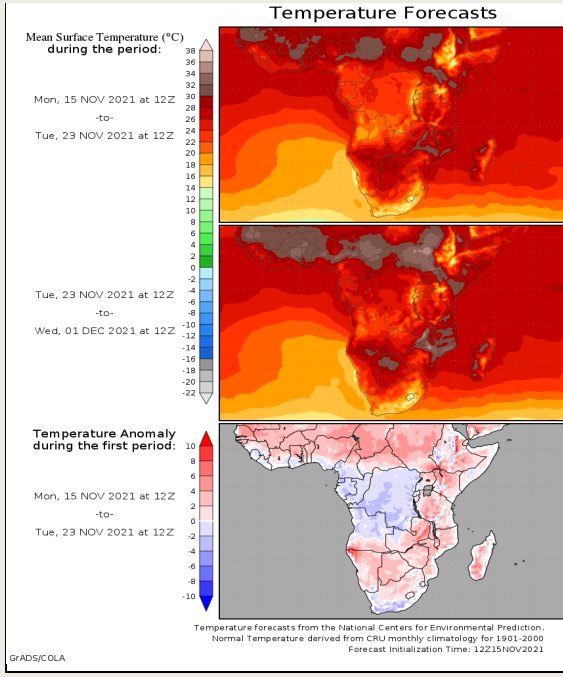 Temperature Forecasts
Mean Surface Temperature (°C)
during the period:
Mon, 15 NOV 2021 at 12Z
-to-
Tue, 23 NOV 2021 at 12Z
38
36
34
32
30
28
26
24
22
20
18
16
14
12
10
8
6
4
2
0
-2
-4
-6
-8
-10
-12
-14
-16
-18
-20
-22
Tue, 23 NOV 2021 at 12Z
-to-
Wed, 01 DEC 2021 at 12Z
Temperature Anomaly
during the first period:
Mon, 15 NOV 2021 at 12Z
-to-
Tue, 23 NOV 2021 at 12Z
10
8
6
4
2
0
-2
-4
-6
-8
-10
Temperature forecasts from the National Centers for Environmental Prediction.
Normal Temperature derived from CRU monthly climatology for 1901-2000
Forecast Initialization Time: 12Z15NOV2021
GrADS/COLA